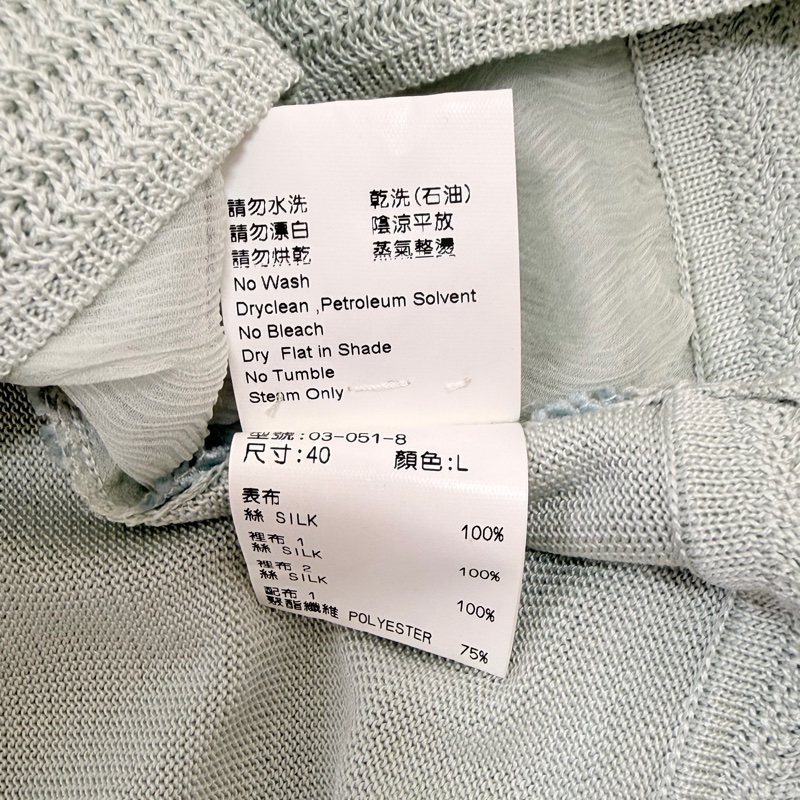 請勿水洗 乾洗(石油)
請勿漂白 陰涼平放
請勿烘乾 蒸氣整燙
No Wash
Dryclean ,Petroleum Solvent
No Bleach
Dry Flat in Shade
No Tumble
Steam Only
型號:03-051-8
尺寸:40 顏色:L
表布
絲 SILK 100%
裡布 1
絲 SILK 100%
裡布 2
絲 SILK 100%
配布 1
聚酯纖維 POLYESTER 75%